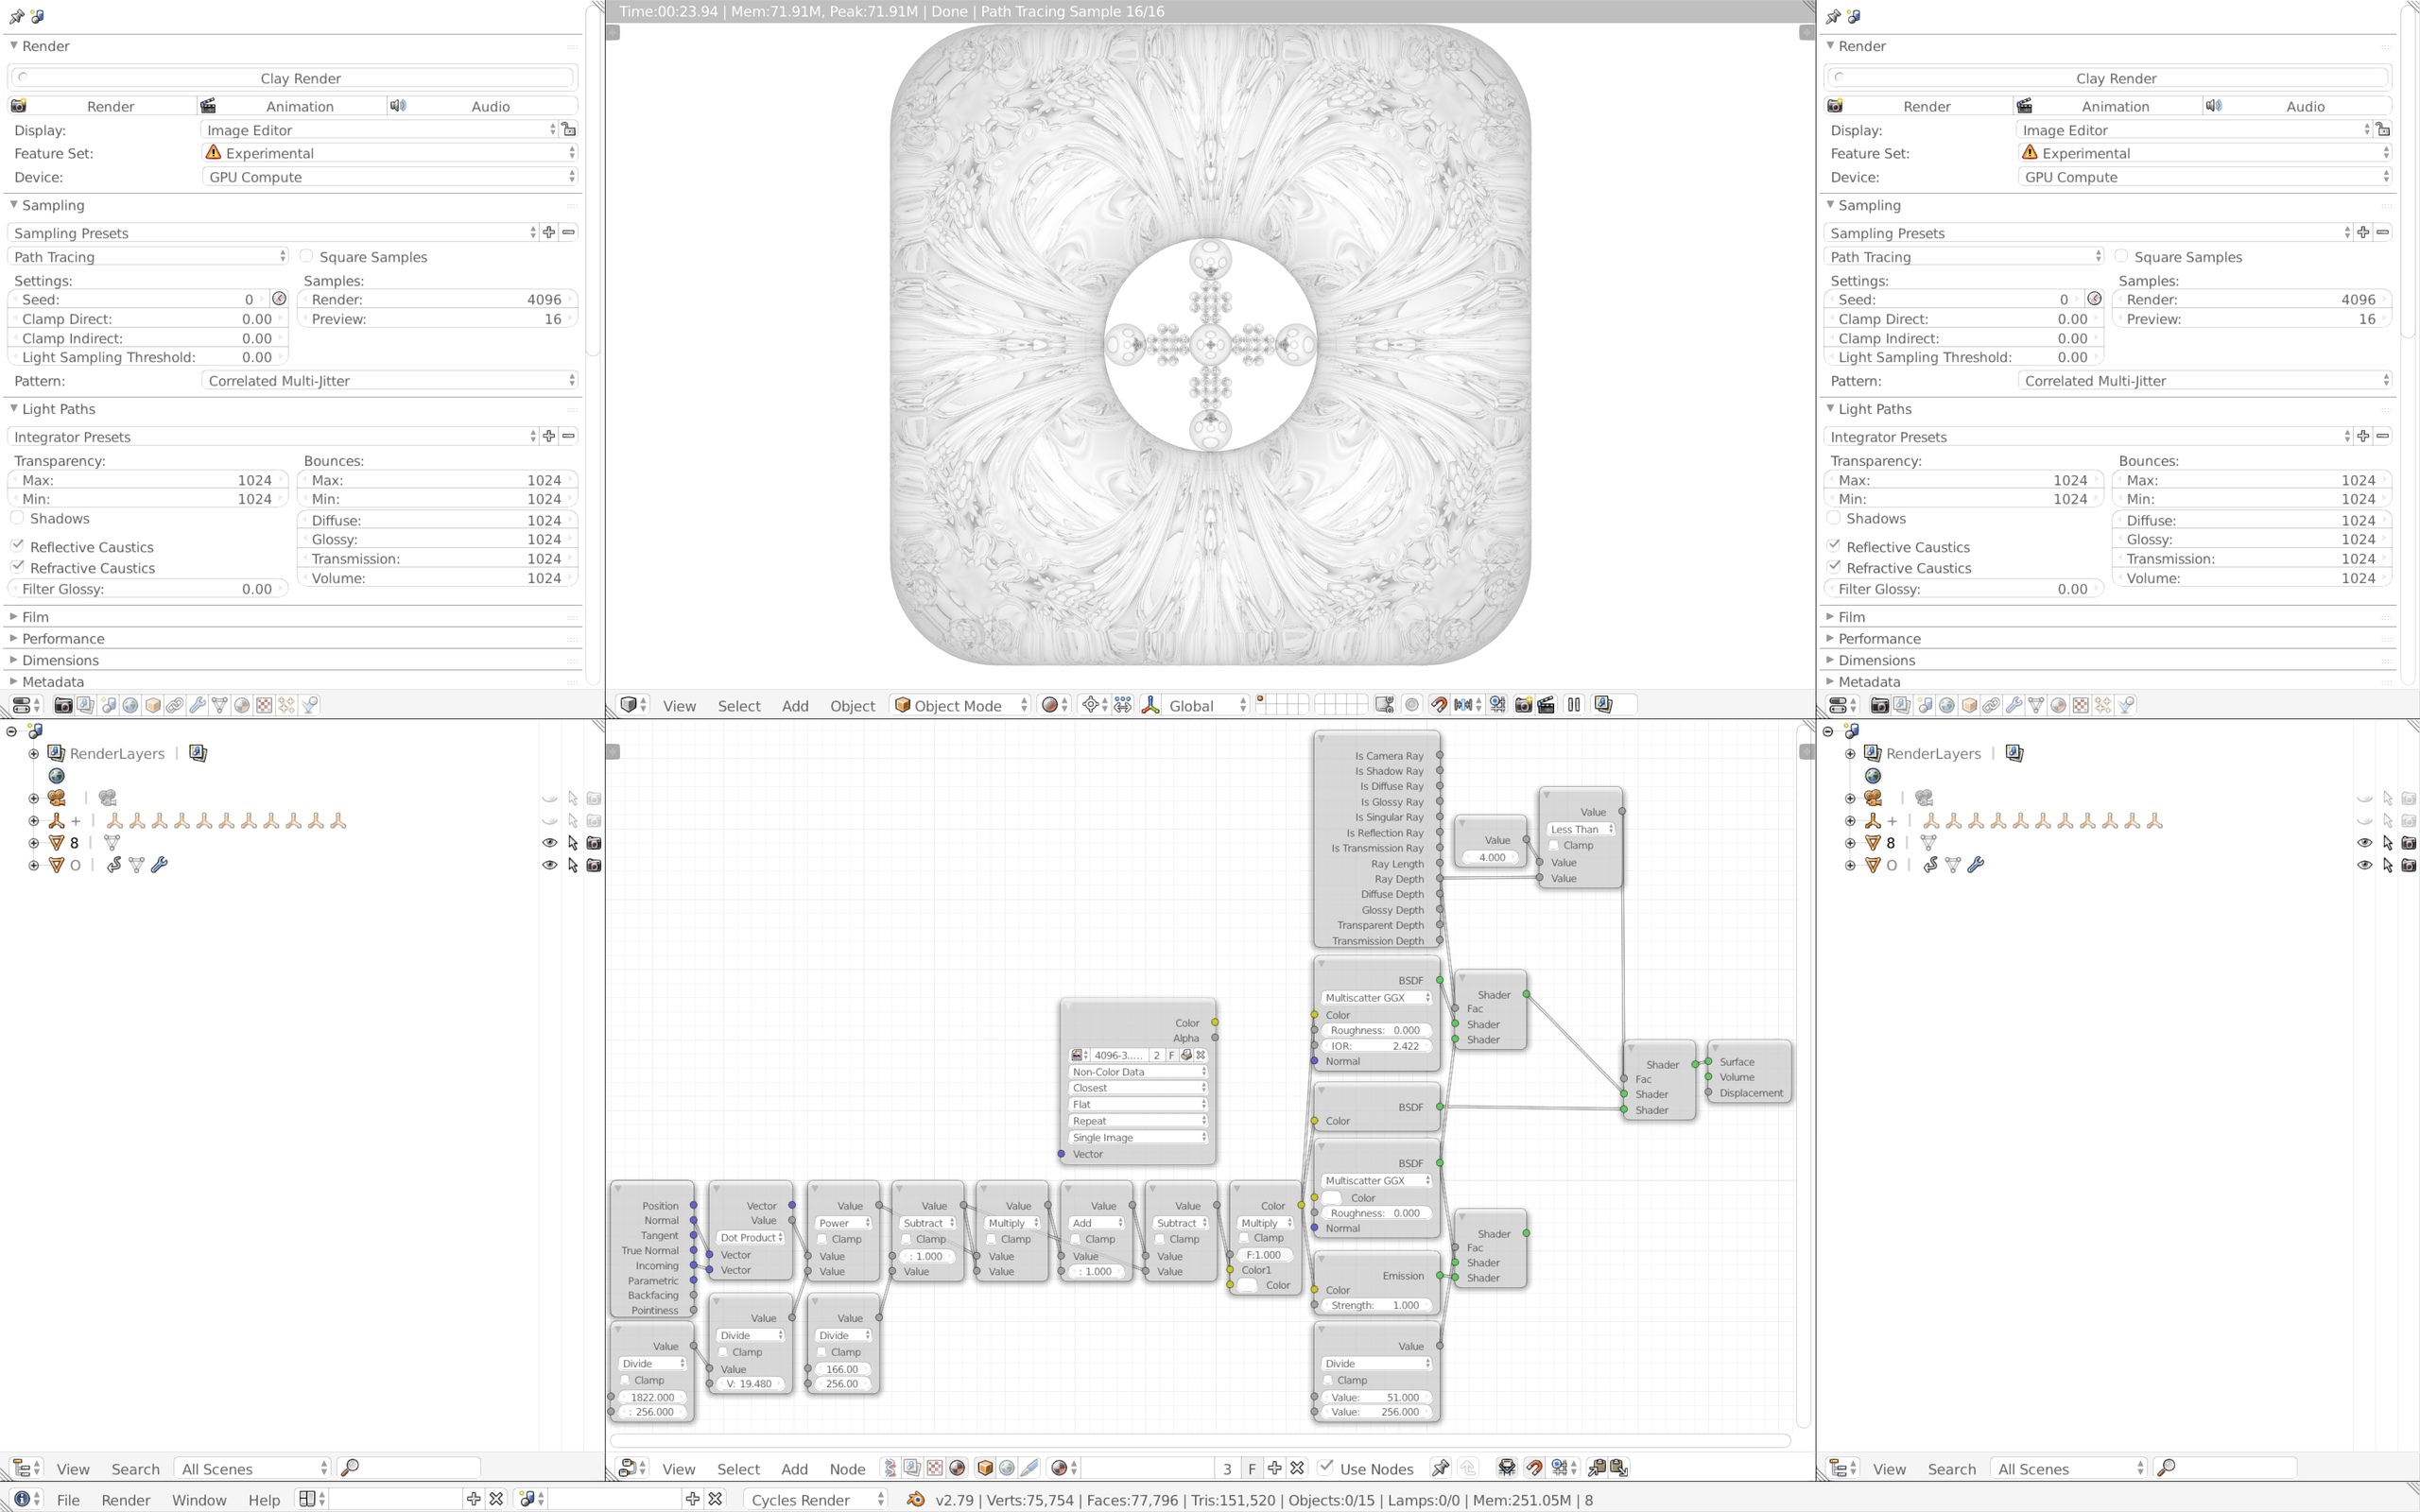 Time:00:23.94 | Mem:71.91M, Peak:71.91M | Done | Path Tracing Sample 16/16
Render
Clay Render
Render Animation Audio
Display: Image Editor
Feature Set: Experimental
Device: GPU Compute
Sampling
Sampling Presets
Path Tracing Square Samples
Settings: Samples:
Seed: 0 Render: 4096
Clamp Direct: 0.00 Preview: 16
Clamp Indirect: 0.00
Light Sampling Threshold: 0.00
Pattern: Correlated Multi-Jitter
Light Paths
Integrator Presets
Transparency: Bounces:
Max: 1024 Max: 1024
Min: 1024 Min: 1024
Shadows Diffuse: 1024
Glossy: 1024
Reflective Caustics Transmission: 1024
Refractive Caustics Volume: 1024
Filter Glossy: 0.00
Film
Performance
Dimensions
Metadata
View Select Add Object Object Mode Global
Render
Clay Render
Render Animation Audio
Display: Image Editor
Feature Set: Experimental
Device: GPU Compute
Sampling
Sampling Presets
Path Tracing Square Samples
Settings: Samples:
Seed: 0 Render: 4096
Clamp Direct: 0.00 Preview: 16
Clamp Indirect: 0.00
Light Sampling Threshold: 0.00
Pattern: Correlated Multi-Jitter
Light Paths
Integrator Presets
Transparency: Bounces:
Max: 1024 Max: 1024
Min: 1024 Min: 1024
Shadows Diffuse: 1024
Glossy: 1024
Reflective Caustics Transmission: 1024
Refractive Caustics Volume: 1024
Filter Glossy: 0.00
Film
Performance
Dimensions
Metadata
RenderLayers |
|
+ |
8 |
O |
View Search All Scenes
Is Camera Ray
Is Shadow Ray
Is Diffuse Ray
Is Glossy Ray
Is Singular Ray
Is Reflection Ray
Is Transmission Ray
Ray Length
Ray Depth
Diffuse Depth
Glossy Depth
Transparent Depth
Transmission Depth
Value
4.000
Value
Less Than
Clamp
Value
Value
BSDF
Multiscatter GGX
Color
Roughness: 0.000
IOR: 2.422
Normal
Shader
Fac
Shader
Shader
Color
Alpha
4096-3..... 2 F
Non-Color Data
Closest
Flat
Repeat
Single Image
Vector
BSDF
Color
Shader
Fac
Shader
Shader
Surface
Volume
Displacement
BSDF
Multiscatter GGX
Color
Roughness: 0.000
Normal
Position
Normal
Tangent
True Normal
Incoming
Parametric
Backfacing
Pointiness
Vector
Value
Dot Product
Vector
Vector
Value
Power
Clamp
Value
Value
Value
Subtract
Clamp
: 1.000
Value
Value
Multiply
Clamp
Value
Value
Value
Add
Clamp
Value
: 1.000
Value
Subtract
Clamp
Value
Value
Color
Multiply
Clamp
F:1.000
Color1
Color
Emission
Color
Strength: 1.000
Shader
Fac
Shader
Shader
Value
Divide
Clamp
1822.000
: 256.000
Value
Divide
Clamp
Value
V: 19.480
Value
Divide
Clamp
166.00
256.00
Value
Divide
Clamp
Value: 51.000
Value: 256.000
View Select Add Node 3 F Use Nodes
RenderLayers |
|
+ |
8 |
O |
View Search All Scenes
File Render Window Help Cycles Render v2.79 | Verts:75,754 | Faces:77,796 | Tris:151,520 | Objects:0/15 | Lamps:0/0 | Mem:251.05M | 8